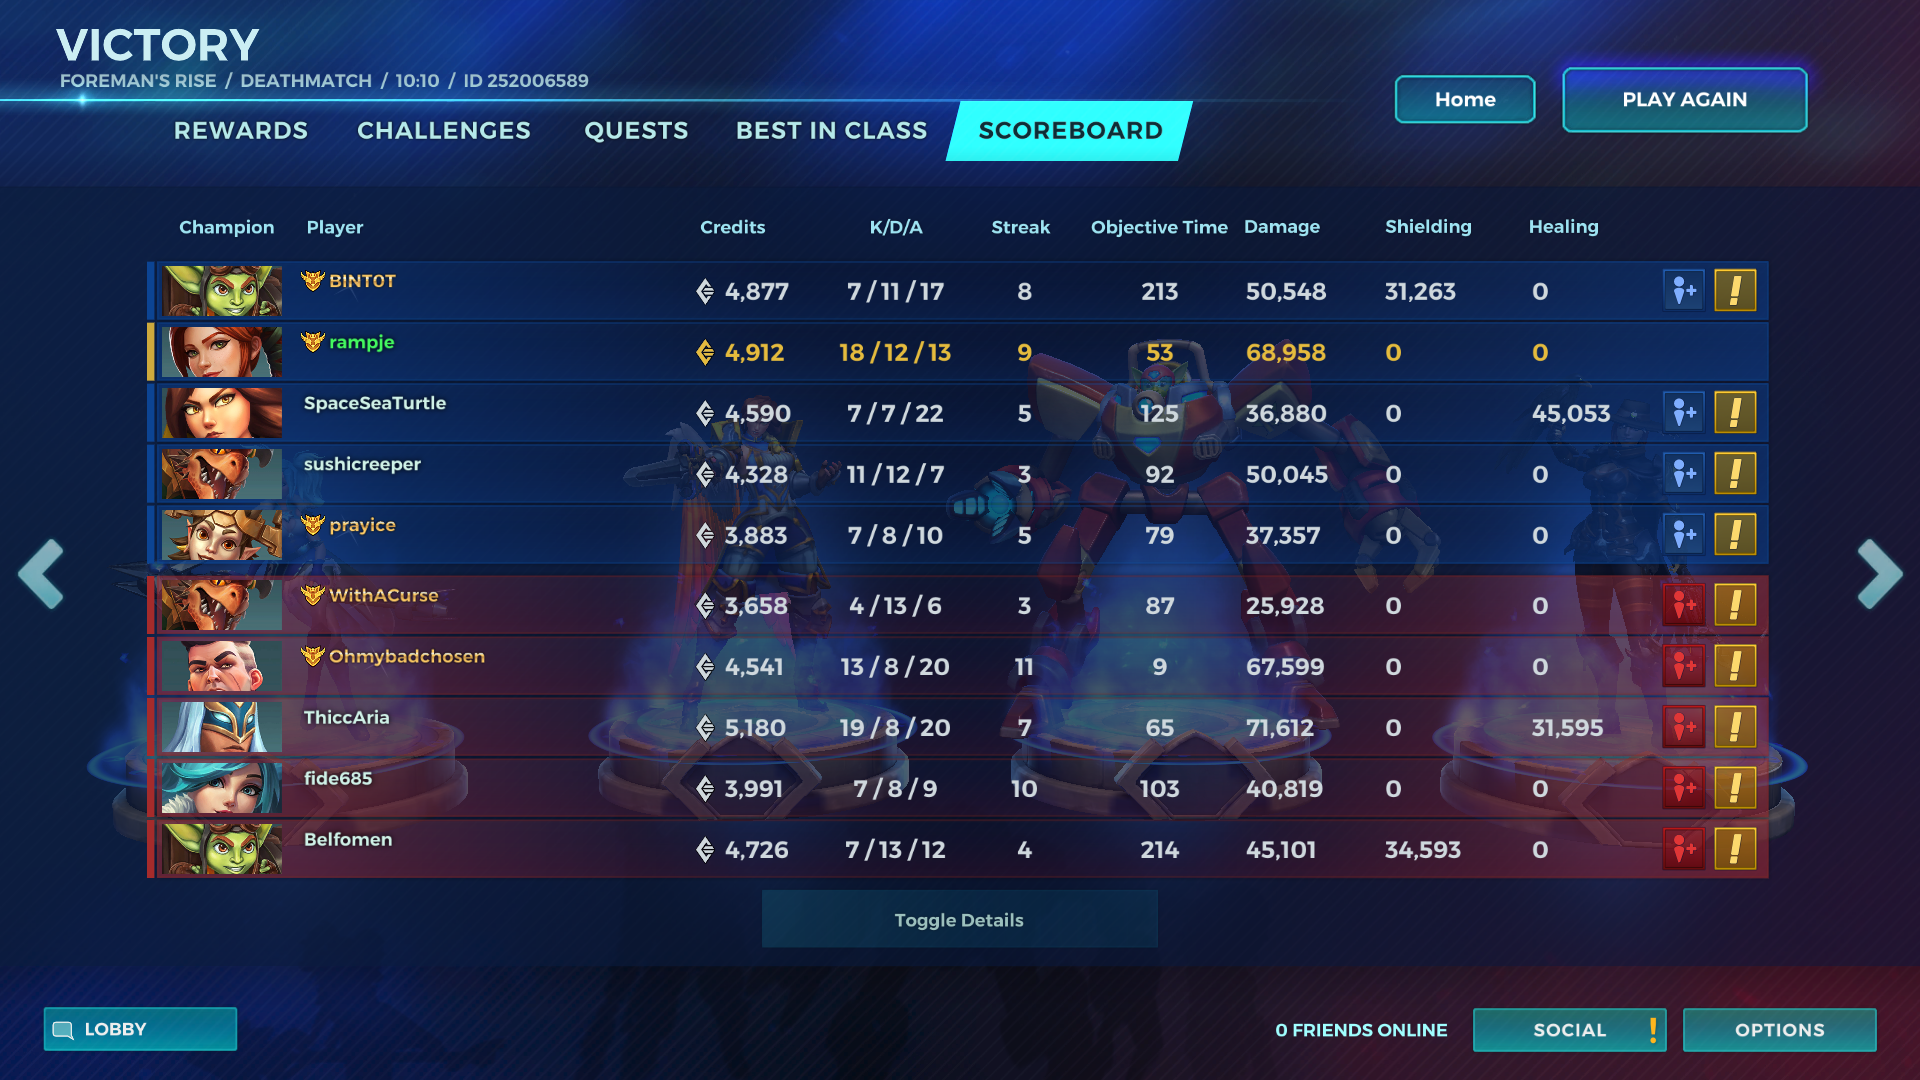 VICTORY
FOREMAN'S RISE / DEATHMATCH / 10:10 / ID 252006589
Home
PLAY AGAIN
REWARDS CHALLENGES QUESTS BEST IN CLASS SCOREBOARD
Champion Player Credits K/D/A Streak Objective Time Damage Shielding Healing
BINT0T 4,877 7 / 11 / 17 8 213 50,548 31,263 0
rampje 4,912 18 / 12 / 13 9 53 68,958 0 0
SpaceSeaTurtle 4,590 7 / 7 / 22 5 125 36,880 0 45,053
sushicreeper 4,328 11 / 12 / 7 3 92 50,045 0 0
prayice 3,883 7 / 8 / 10 5 79 37,357 0 0
WithACurse 3,658 4 / 13 / 6 3 87 25,928 0 0
Ohmybadchosen 4,541 13 / 8 / 20 11 9 67,599 0 0
ThiccAria 5,180 19 / 8 / 20 7 65 71,612 0 31,595
fide685 3,991 7 / 8 / 9 10 103 40,819 0 0
Belfomen 4,726 7 / 13 / 12 4 214 45,101 34,593 0
Toggle Details
LOBBY
0 FRIENDS ONLINE
SOCIAL !
OPTIONS